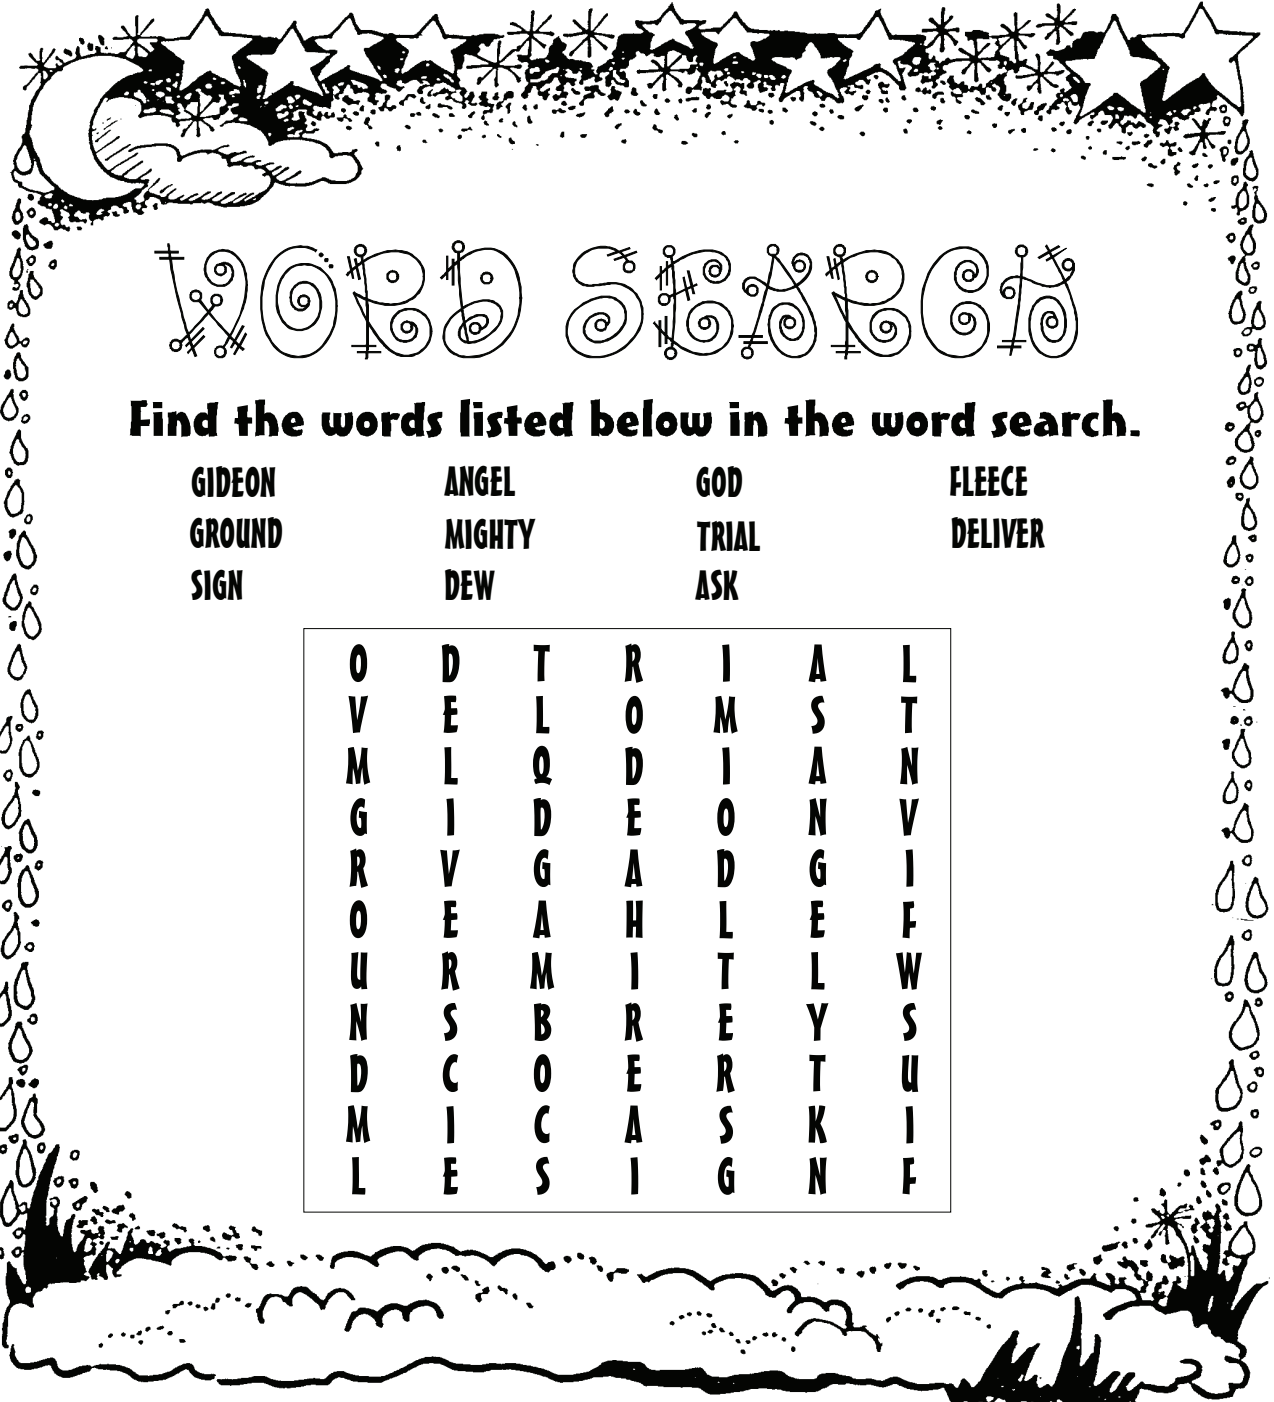 WORD SEARCH
Find the words listed below in the word search.
GIDEON ANGEL GOD FLEECE
GROUND MIGHTY TRIAL DELIVER
SIGN DEW ASK
O D T R I A L
V E L O M S T
M L Q D I A N
G I D E O N V
R V G A D G I
O E A H L E F
U R M I T L W
N S B R E Y S
D C O E R T U
M I C A S K I
L E S I G N F